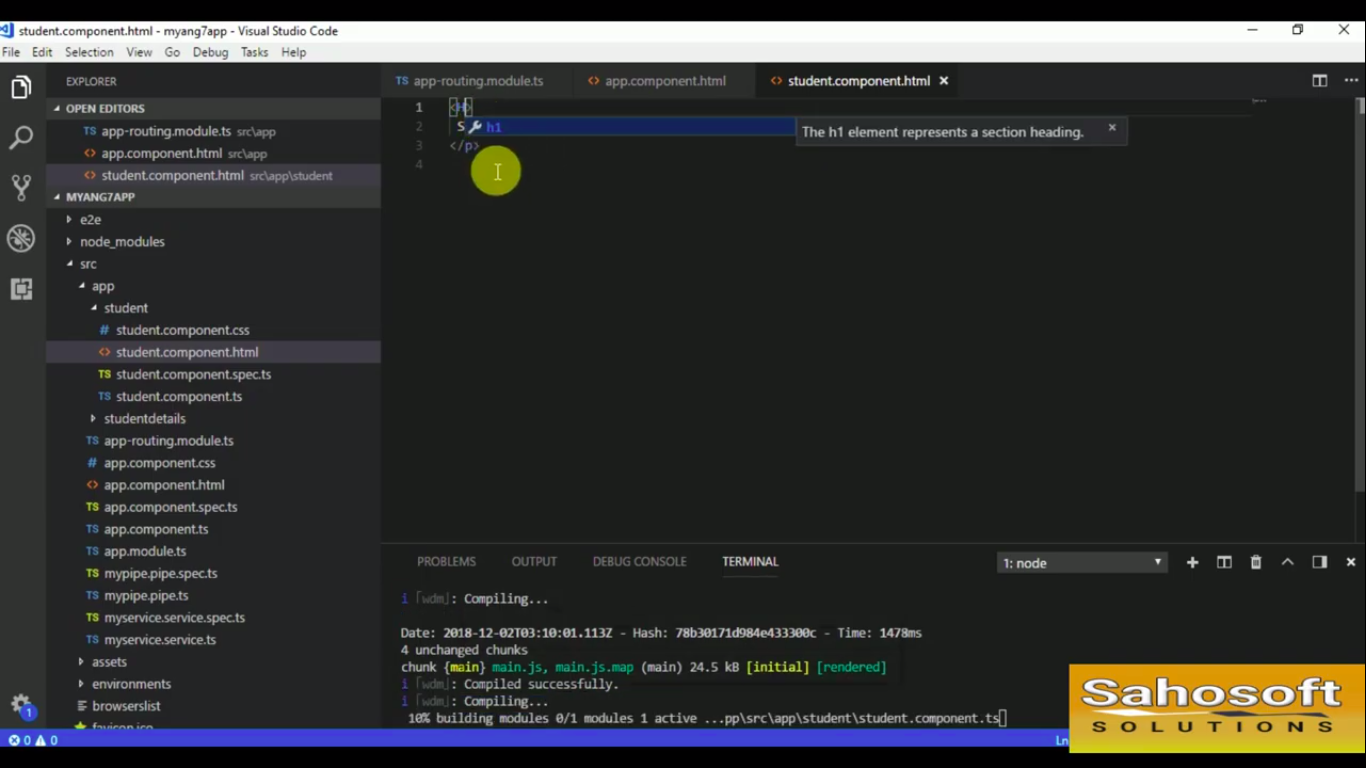 student.component.html - myang7app - Visual Studio Code
File Edit Selection View Go Debug Tasks Help
EXPLORER
OPEN EDITORS
TS app-routing.module.ts src\app
<> app.component.html src\app
<> student.component.html src\app\student
MYANG7APP
e2e
node_modules
src
app
student
# student.component.css
<> student.component.html
TS student.component.spec.ts
TS student.component.ts
studentdetails
TS app-routing.module.ts
# app.component.css
<> app.component.html
TS app.component.spec.ts
TS app.component.ts
TS app.module.ts
TS mypipe.pipe.spec.ts
TS mypipe.pipe.ts
TS myservice.service.spec.ts
TS myservice.service.ts
assets
environments
browserslist
favicon.ico
TS app-routing.module.ts <> app.component.html <> student.component.html
1 <H>
2 S h1 The h1 element represents a section heading.
3 </p>
4
PROBLEMS OUTPUT DEBUG CONSOLE TERMINAL 1: node
i ｢wdm｣: Compiling...
Date: 2018-12-02T03:10:01.113Z - Hash: 78b30171d984e433300c - Time: 1478ms
4 unchanged chunks
chunk {main} main.js, main.js.map (main) 24.5 kB [initial] [rendered]
i ｢wdm｣: Compiled successfully.
i ｢wdm｣: Compiling...
10% building modules 0/1 modules 1 active ...pp\src\app\student\student.component.ts
1
0 0
Ln
Sahosoft
SOLUTIONS